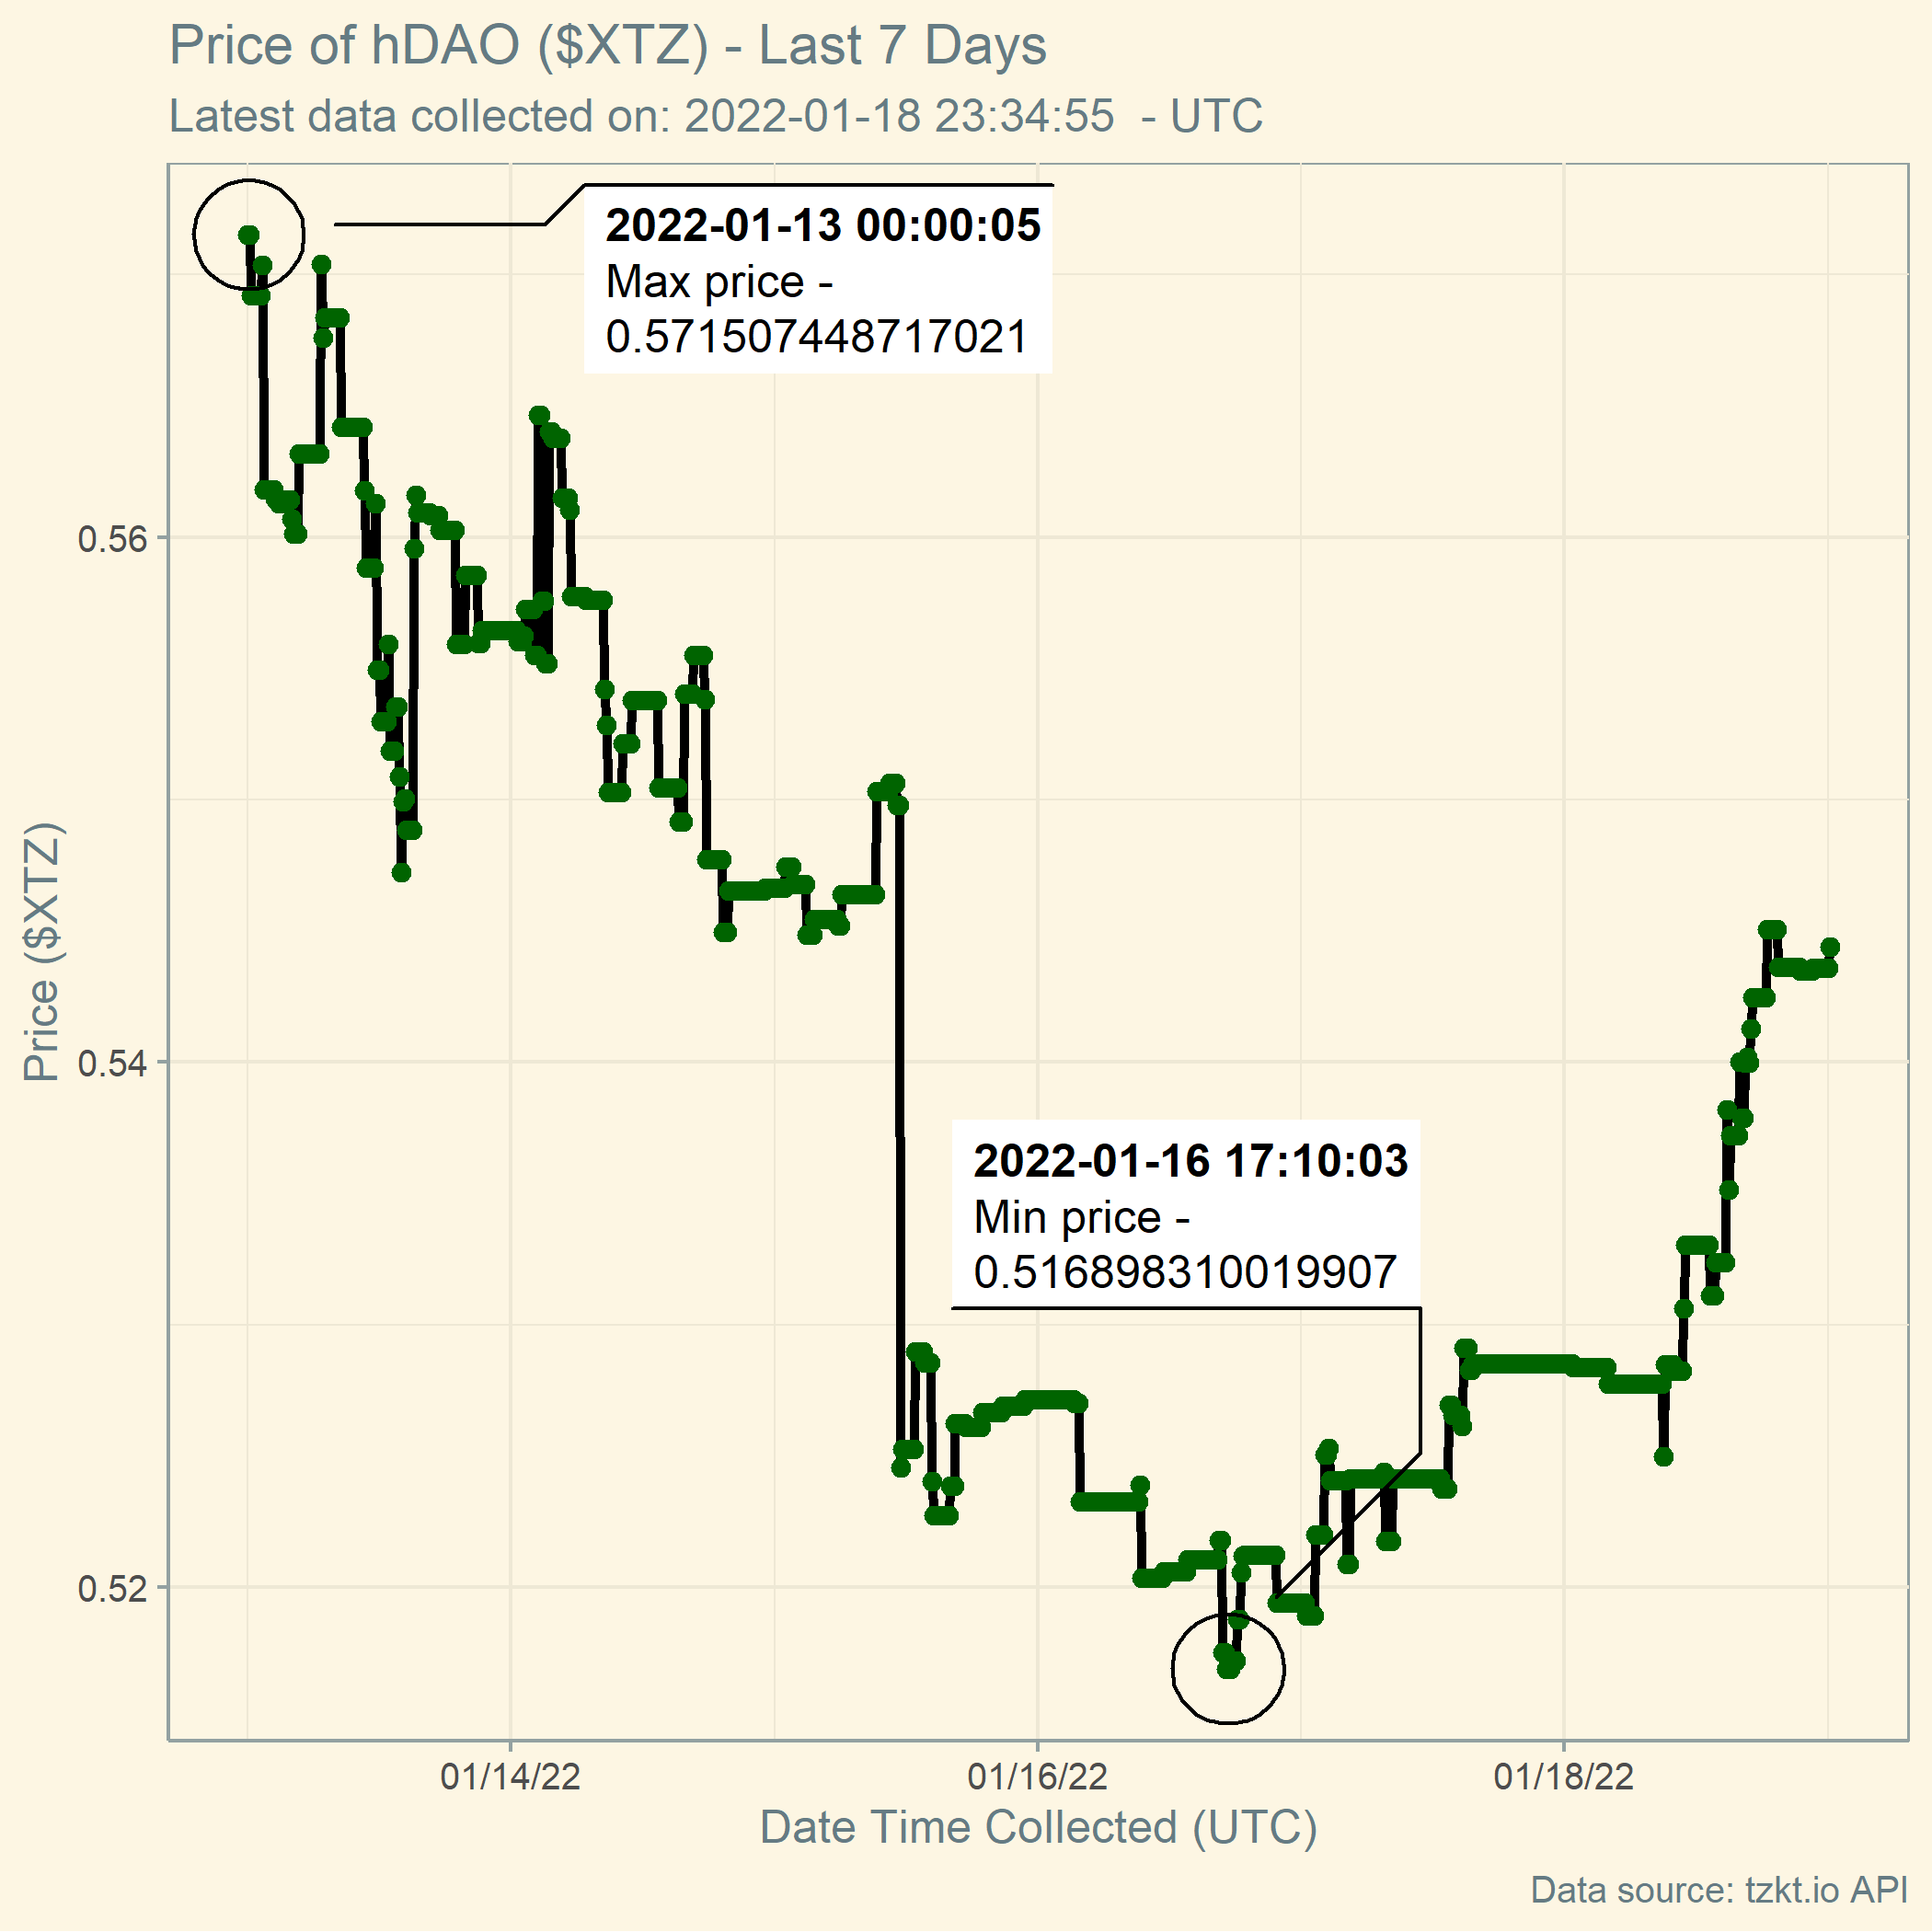 Price of hDAO ($XTZ) - Last 7 Days
Latest data collected on: 2022-01-18 23:34:55  - UTC
2022-01-13 00:00:05
Max price -
0.571507448717021
0.56
Price ($XTZ)
0.54
2022-01-16 17:10:03
Min price -
0.516898310019907
0.52
01/14/22
01/16/22
01/18/22
Date Time Collected (UTC)
Data source: tzkt.io API